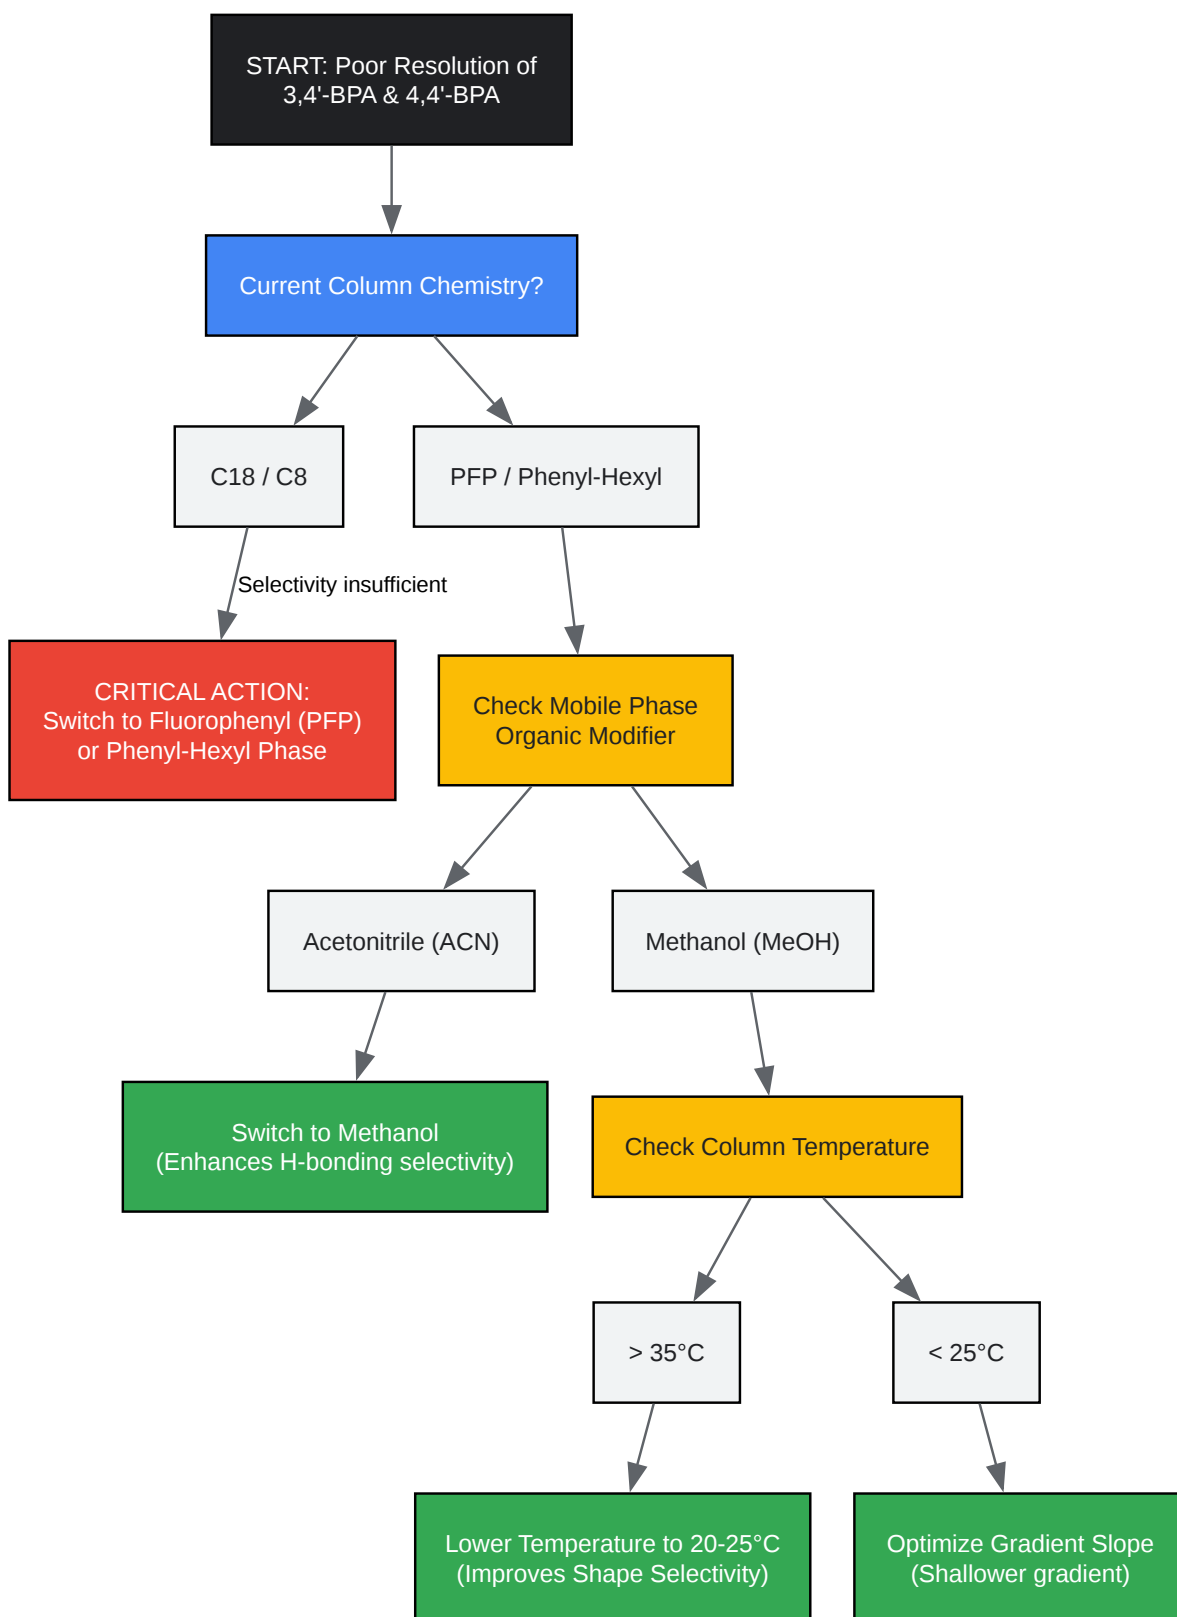 START: Poor Resolution of
3,4'-BPA & 4,4'-BPA
Current Column Chemistry?
C18 / C8
PFP / Phenyl-Hexyl
Selectivity insufficient
CRITICAL ACTION:
Switch to Fluorophenyl (PFP)
or Phenyl-Hexyl Phase
Check Mobile Phase
Organic Modifier
Acetonitrile (ACN)
Methanol (MeOH)
Switch to Methanol
(Enhances H-bonding selectivity)
Check Column Temperature
> 35°C
< 25°C
Lower Temperature to 20-25°C
(Improves Shape Selectivity)
Optimize Gradient Slope
(Shallower gradient)